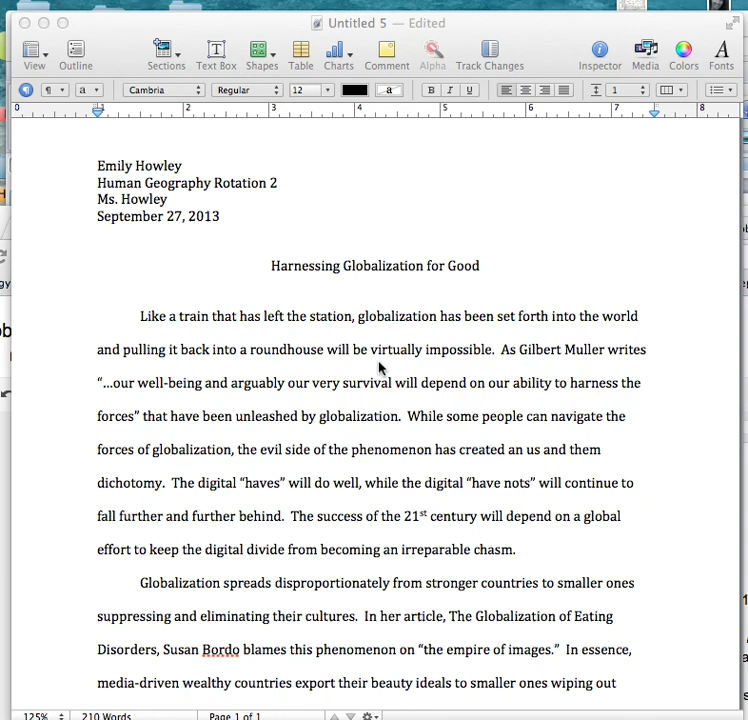 Untitled 5 — Edited
View Outline Sections Text Box Shapes Table Charts Comment Alpha Track Changes Inspector Media Colors Fonts
¶ a Cambria Regular 12 a B I U 1
0 1 2 3 4 5 6 7 8
Emily Howley
Human Geography Rotation 2
Ms. Howley
September 27, 2013
Harnessing Globalization for Good
Like a train that has left the station, globalization has been set forth into the world
and pulling it back into a roundhouse will be virtually impossible.  As Gilbert Muller writes
“…our well-being and arguably our very survival will depend on our ability to harness the
forces” that have been unleashed by globalization.  While some people can navigate the
forces of globalization, the evil side of the phenomenon has created an us and them
dichotomy.  The digital “haves” will do well, while the digital “have nots” will continue to
fall further and further behind.  The success of the 21st century will depend on a global
effort to keep the digital divide from becoming an irreparable chasm.
Globalization spreads disproportionately from stronger countries to smaller ones
suppressing and eliminating their cultures.  In her article, The Globalization of Eating
Disorders, Susan Bordo blames this phenomenon on “the empire of images.”  In essence,
media-driven wealthy countries export their beauty ideals to smaller ones wiping out
125% 210 Words Page 1 of 1